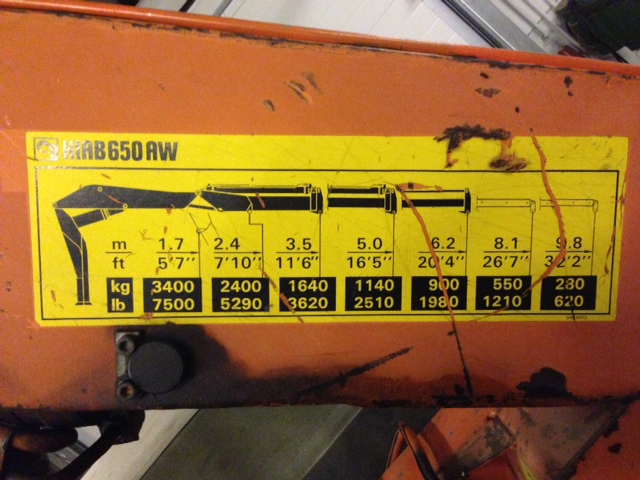 HIAB 650 AW
m 1.7 2.4 3.5 5.0 6.2 8.1 9.8
ft 5'7" 7'10" 11'6" 16'5" 20'4" 26'7" 32'2"
kg 3400 2400 1640 1140 900 550 280
lb 7500 5290 3620 2510 1980 1210 620